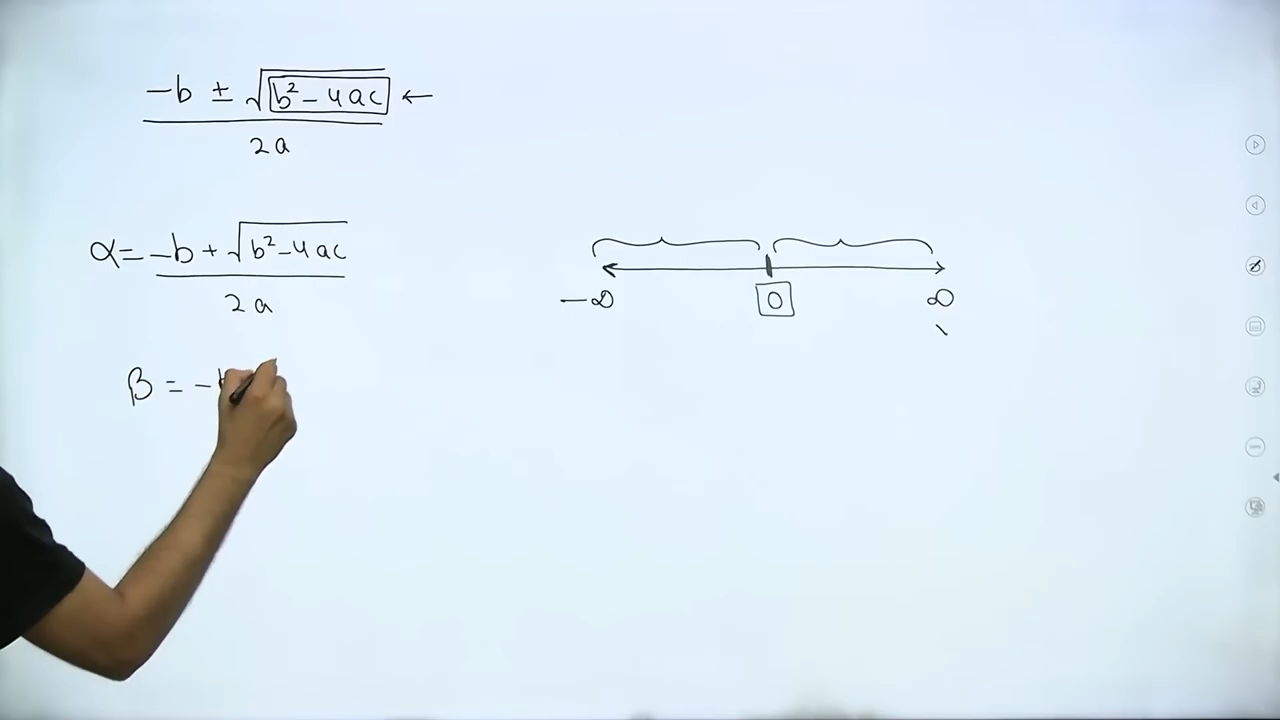 -b ± √b² - 4ac ←
2a
α = -b + √b² - 4ac
2a
β = -b
-∞ 0 ∞